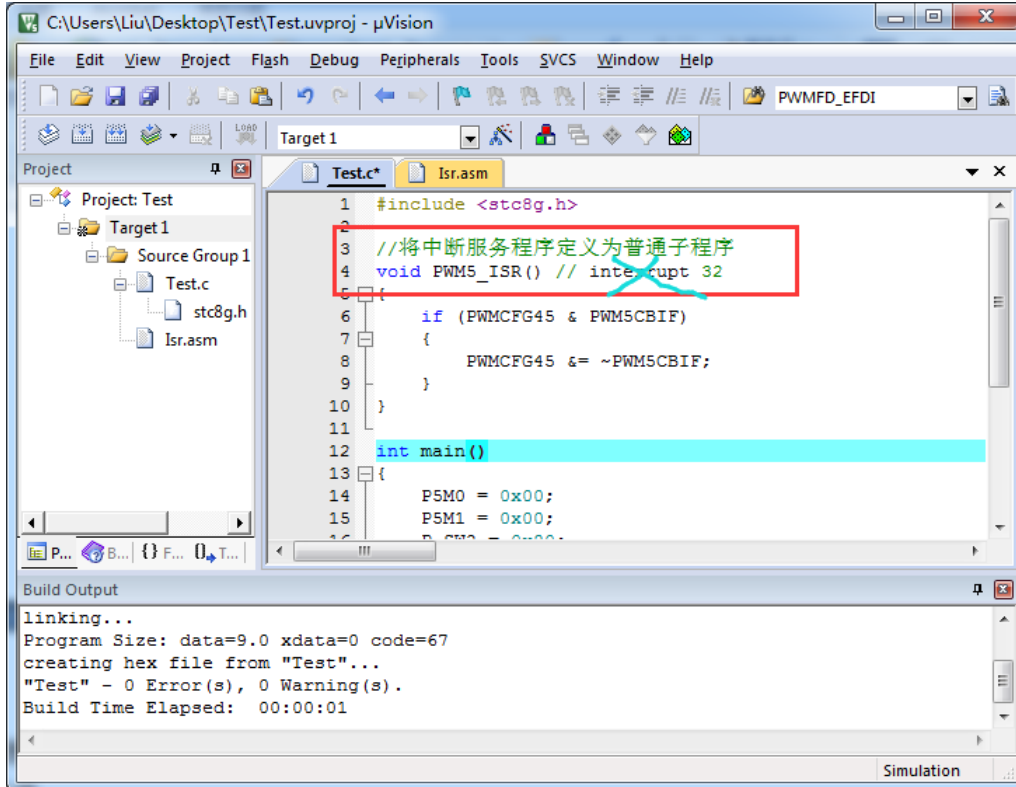 C:\Users\Liu\Desktop\Test\Test.uvproj - µVision
File Edit View Project Flash Debug Peripherals Tools SVCS Window Help
PWMFD_EFDI
LOAD Target 1
Project
Test.c* Isr.asm
Project: Test
Target 1
Source Group 1
Test.c
stc8g.h
Isr.asm
1 #include <stc8g.h>
2
3 //将中断服务程序定义为普通子程序
4 void PWM5_ISR() // interrupt 32
5 {
6 if (PWMCFG45 & PWM5CBIF)
7 {
8 PWMCFG45 &= ~PWM5CBIF;
9 }
10 }
11
12 int main()
13 {
14 P5M0 = 0x00;
15 P5M1 = 0x00;
P... B... {} F... T...
Build Output
linking...
Program Size: data=9.0 xdata=0 code=67
creating hex file from "Test"...
"Test" - 0 Error(s), 0 Warning(s).
Build Time Elapsed: 00:00:01
Simulation